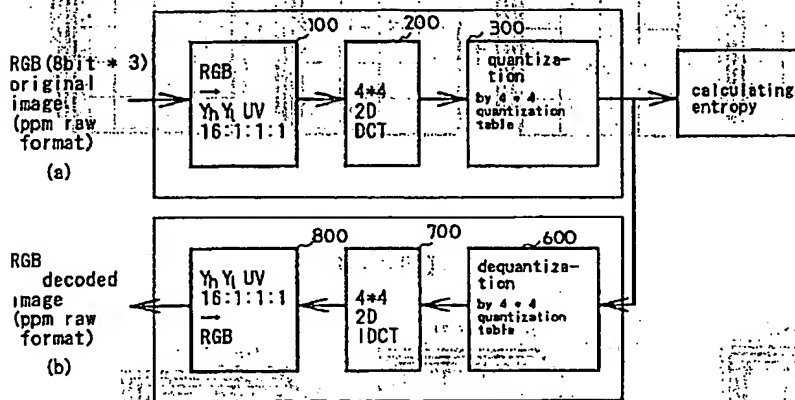 RGB(8bit * 3)
original
image
(ppm raw
format)
(a)
100
RGB
→
Yh Yl UV
16:1:1:1
200
4*4
2D
DCT
300
quantiza-
tion
by 4 * 4
quantization
table
calculating
entropy
RGB
decoded
image
(ppm raw
format)
(b)
800
Yh Yl UV
16:1:1:1
→
RGB
700
4*4
2D
IDCT
600
dequantiza-
tion
by 4 * 4
quantization
table